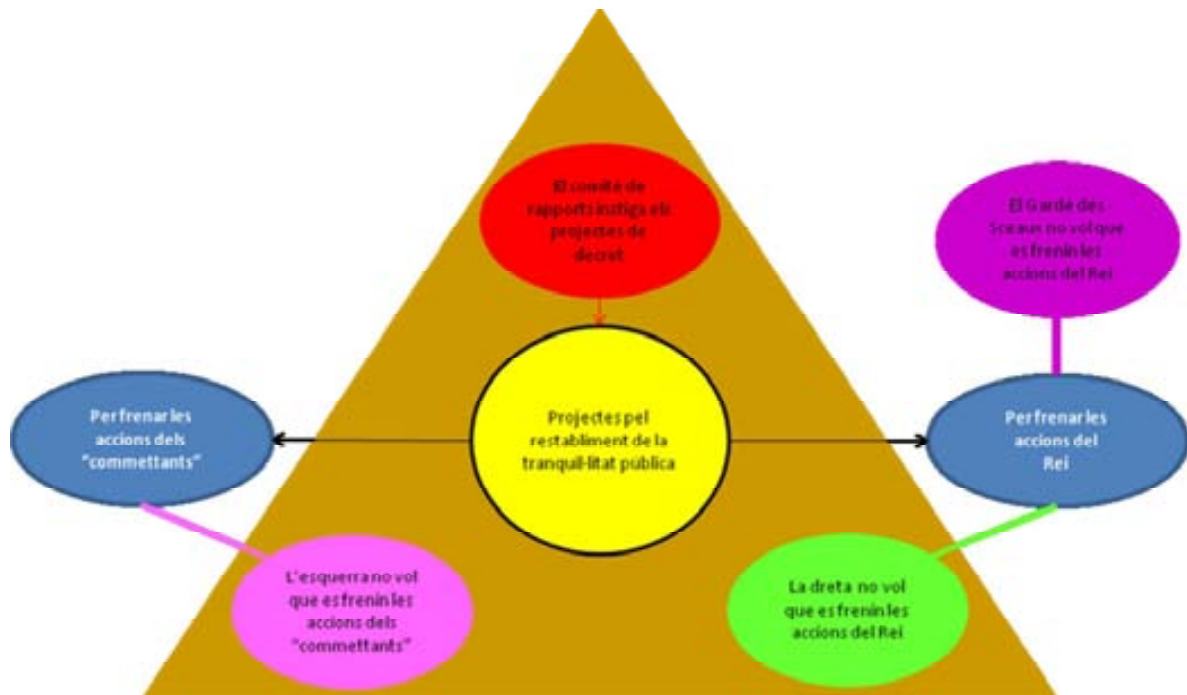 El comitè de
rapports instiga els
projectes de
decret
El Garde des
Sceaux no vol que
es frenin les
accions del Rei
Per frenar les
accions dels
"commettants"
Projectes pel
restabliment de la
tranquil·litat pública
Per frenar les
accions del
Rei
L'esquerra no vol
que es frenin les
accions dels
"commettants"
La dreta no vol
que es frenin les
accions del Rei